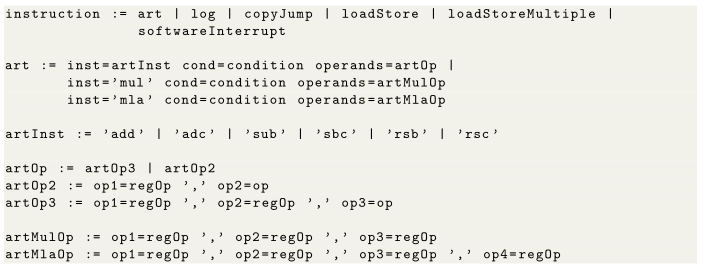 instruction := art | log | copyJump | loadStore | loadStoreMultiple |
softwareInterrupt
art := inst=artInst cond=condition operands=artOp |
inst='mul' cond=condition operands=artMulOp
inst='mla' cond=condition operands=artMlaOp
artInst := 'add' | 'adc' | 'sub' | 'sbc' | 'rsb' | 'rsc'
artOp := artOp3 | artOp2
artOp2 := op1=regOp ',' op2=op
artOp3 := op1=regOp ',' op2=regOp ',' op3=op
artMulOp := op1=regOp ',' op2=regOp ',' op3=regOp
artMlaOp := op1=regOp ',' op2=regOp ',' op3=regOp ',' op4=regOp